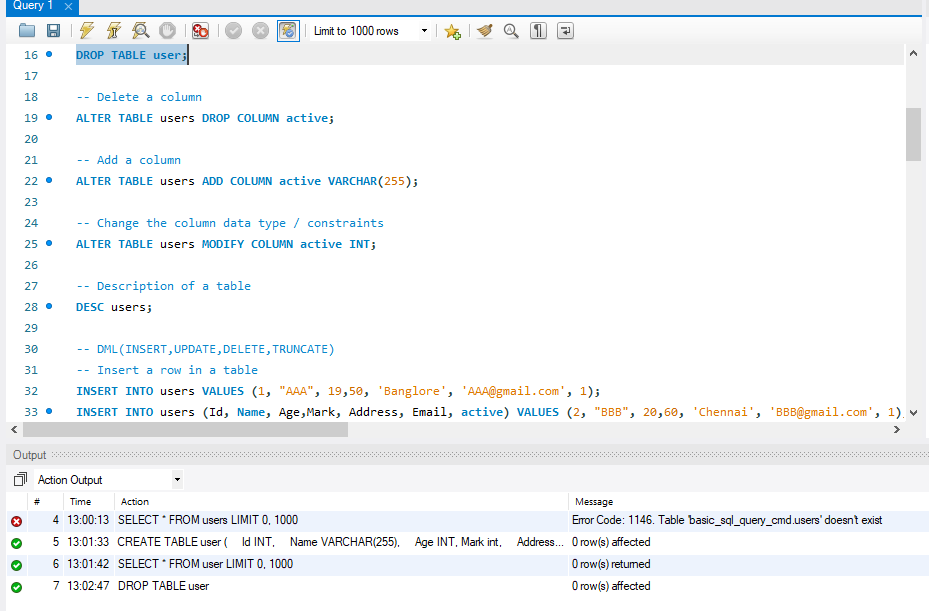 Query 1
Limit to 1000 rows
16 DROP TABLE user;
17
18 -- Delete a column
19 ALTER TABLE users DROP COLUMN active;
20
21 -- Add a column
22 ALTER TABLE users ADD COLUMN active VARCHAR(255);
23
24 -- Change the column data type / constraints
25 ALTER TABLE users MODIFY COLUMN active INT;
26
27 -- Description of a table
28 DESC users;
29
30 -- DML(INSERT,UPDATE,DELETE,TRUNCATE)
31 -- Insert a row in a table
32 INSERT INTO users VALUES (1, "AAA", 19,50, 'Banglore', 'AAA@gmail.com', 1);
33 INSERT INTO users (Id, Name, Age,Mark, Address, Email, active) VALUES (2, "BBB", 20,60, 'Chennai', 'BBB@gmail.com', 1)
Output
Action Output
# Time Action Message
4 13:00:13 SELECT * FROM users LIMIT 0, 1000 Error Code: 1146. Table 'basic_sql_query_cmd.users' doesn't exist
5 13:01:33 CREATE TABLE user ( Id INT, Name VARCHAR(255), Age INT, Mark int, Address... 0 row(s) affected
6 13:01:42 SELECT * FROM user LIMIT 0, 1000 0 row(s) returned
7 13:02:47 DROP TABLE user 0 row(s) affected